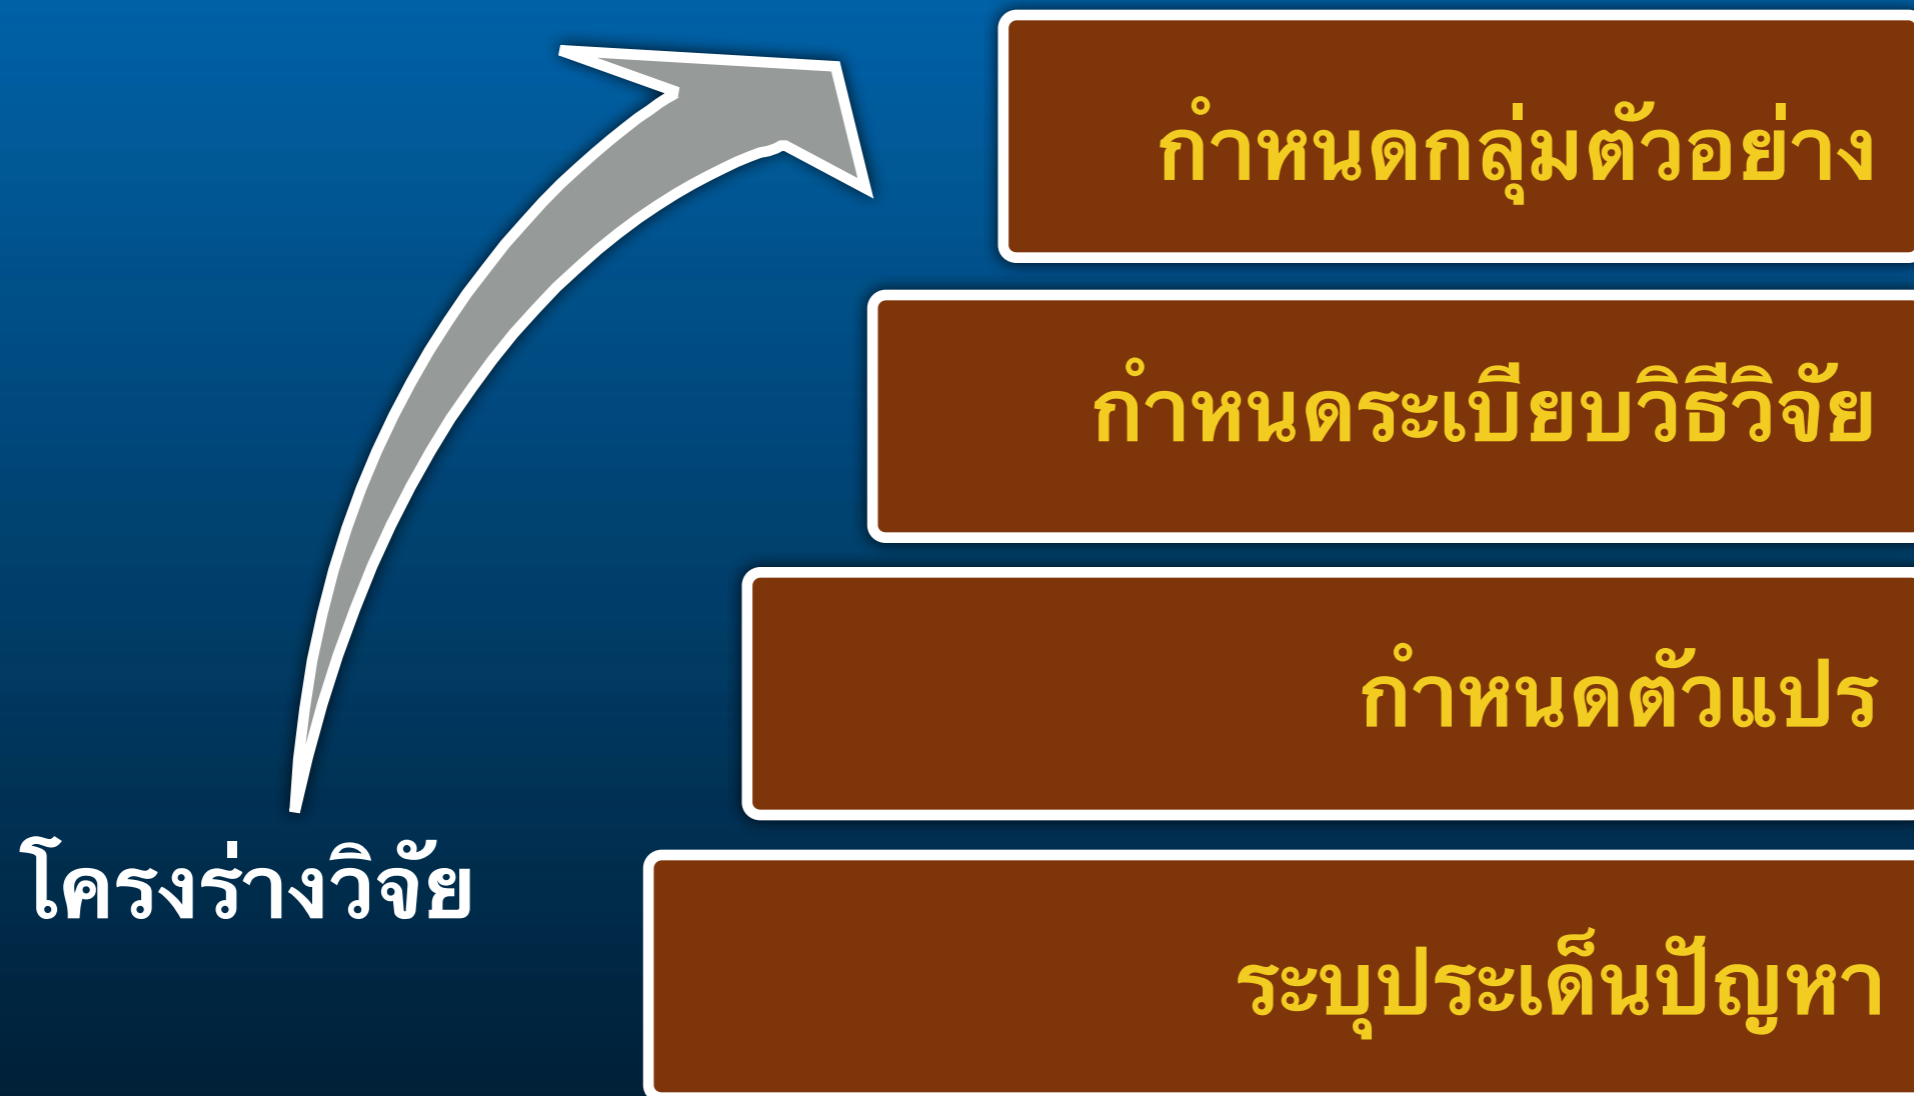 กำหนดกลุ่มตัวอย่าง
กำหนดระเบียบวิธีวิจัย
กำหนดตัวแปร
โครงร่างวิจัย
ระบุประเด็นปัญหา